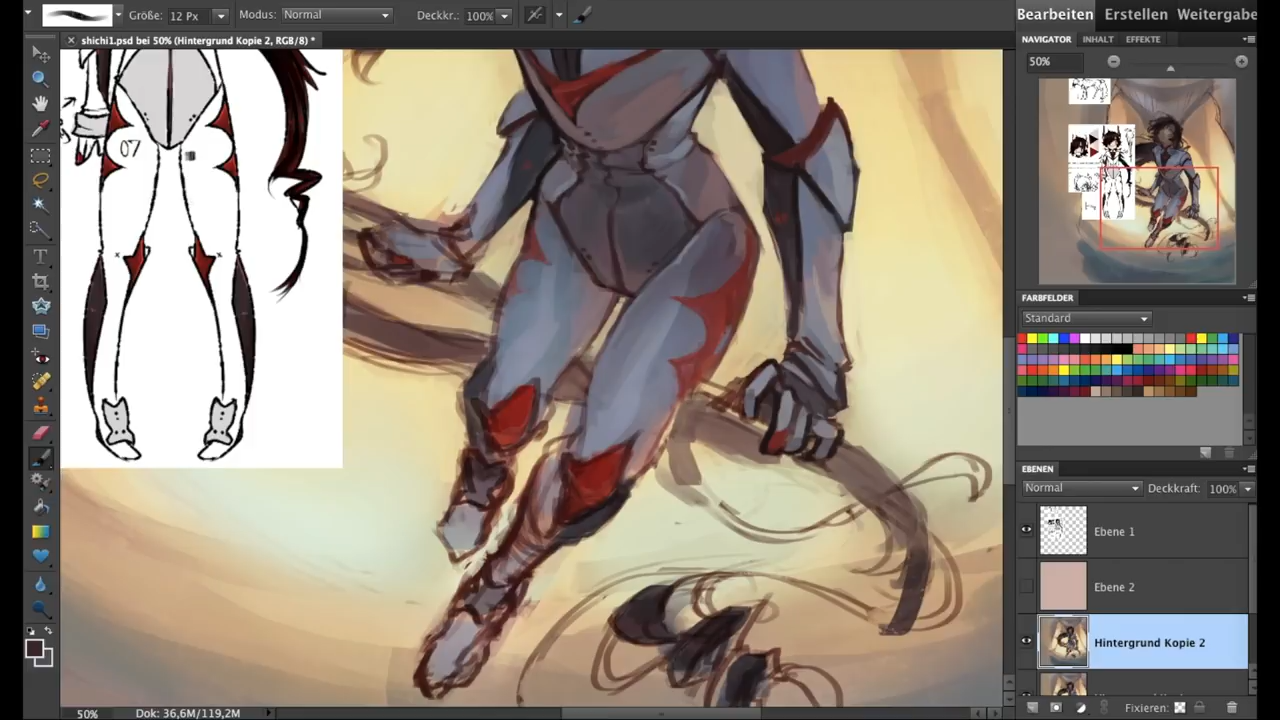 Größe: 12 Px Modus: Normal Deckkr.: 100%
Bearbeiten Erstellen Weitergabe
shichi1.psd bei 50% (Hintergrund Kopie 2, RGB/8) *
NAVIGATOR INHALT EFFEKTE
50%
07
FARBFELDER
Standard
EBENEN
Normal Deckkraft: 100%
Ebene 1
Ebene 2
Hintergrund Kopie 2
Fixieren:
50% Dok: 36,6M/119,2M